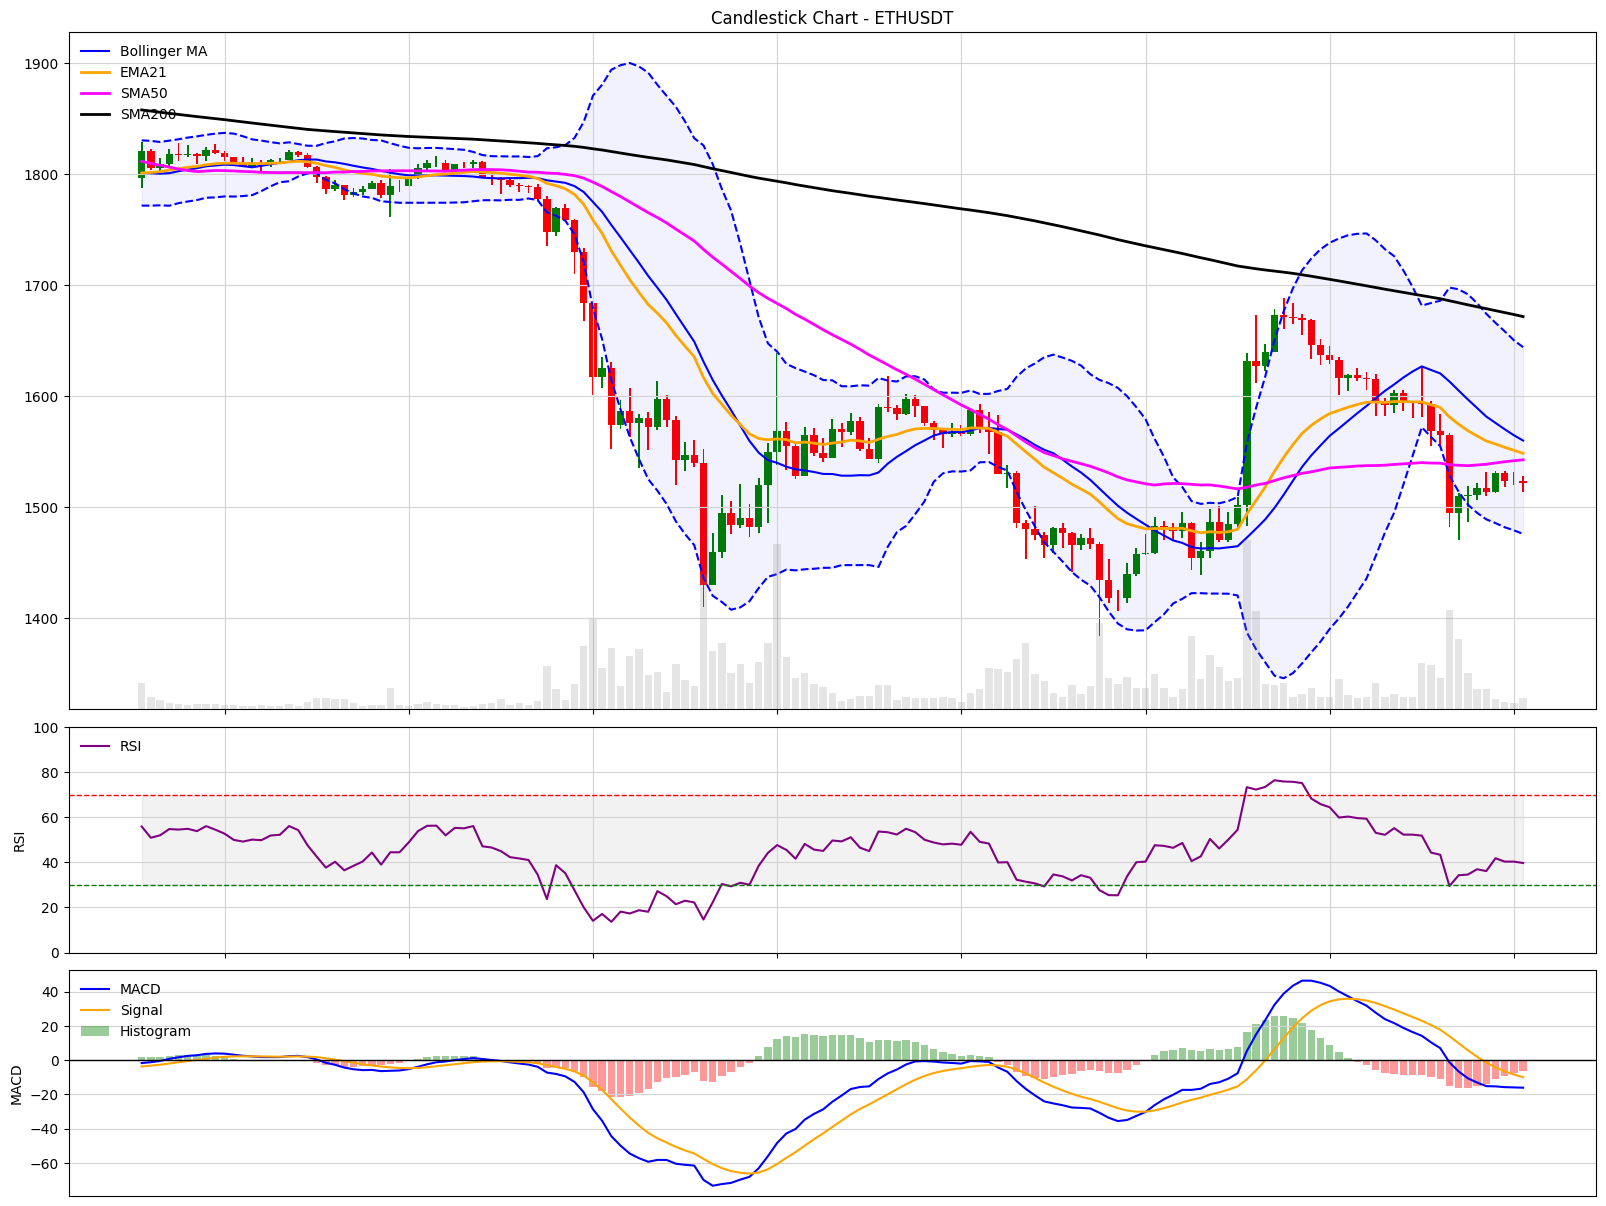 Candlestick Chart - ETHUSDT
Bollinger MA
EMA21
SMA50
SMA200
1900
1800
1700
1600
1500
1400
RSI
100
80
60
40
20
0
RSI
MACD
Signal
Histogram
40
20
0
−20
−40
−60
MACD